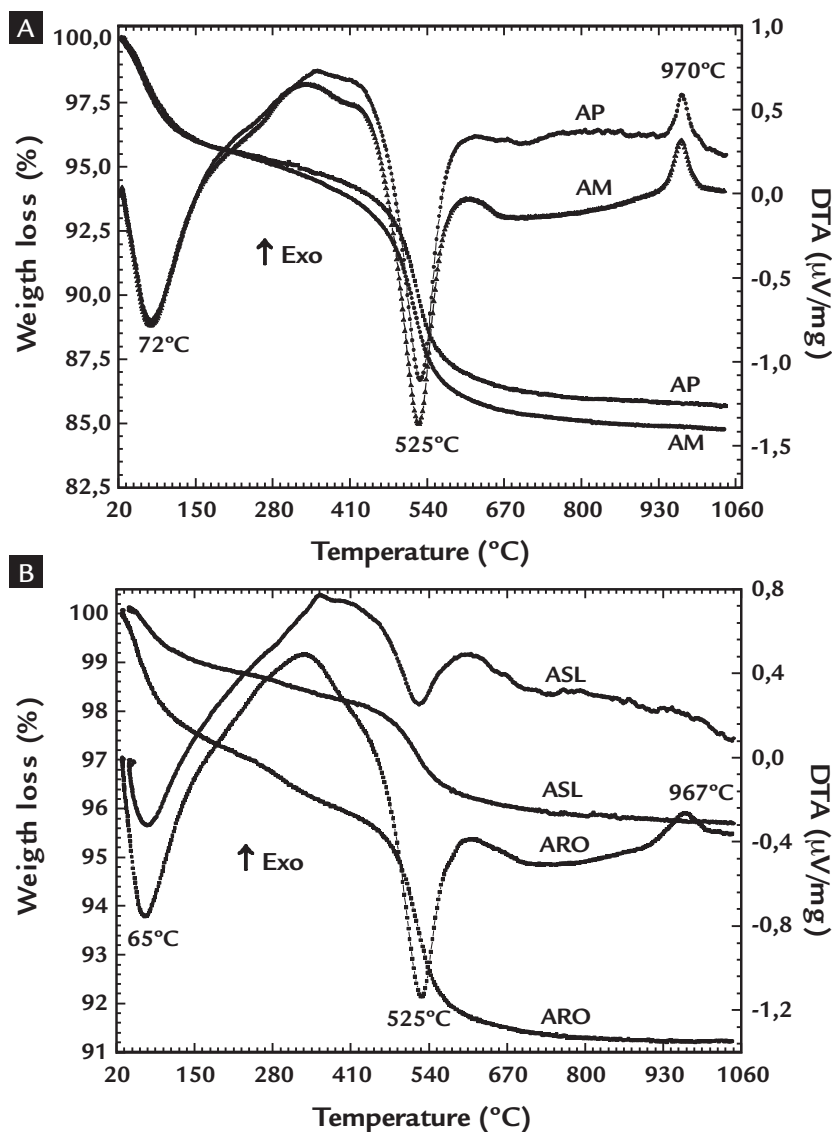 A
100,0
97,5
95,0
92,5
90,0
87,5
85,0
82,5
Weigth loss (%)
1,0
0,5
0,0
-0,5
-1,0
-1,5
DTA (μV/mg)
970ºC
AP
AM
↑ Exo
72ºC
AP
525ºC
AM
20 150 280 410 540 670 800 930 1060
Temperature (ºC)
B
100
99
98
97
96
95
94
93
92
91
Weigth loss (%)
0,8
0,4
0,0
-0,4
-0,8
-1,2
DTA (μV/mg)
ASL
ASL
967ºC
↑ Exo
ARO
65ºC
525ºC
ARO
20 150 280 410 540 670 800 930 1060
Temperature (ºC)